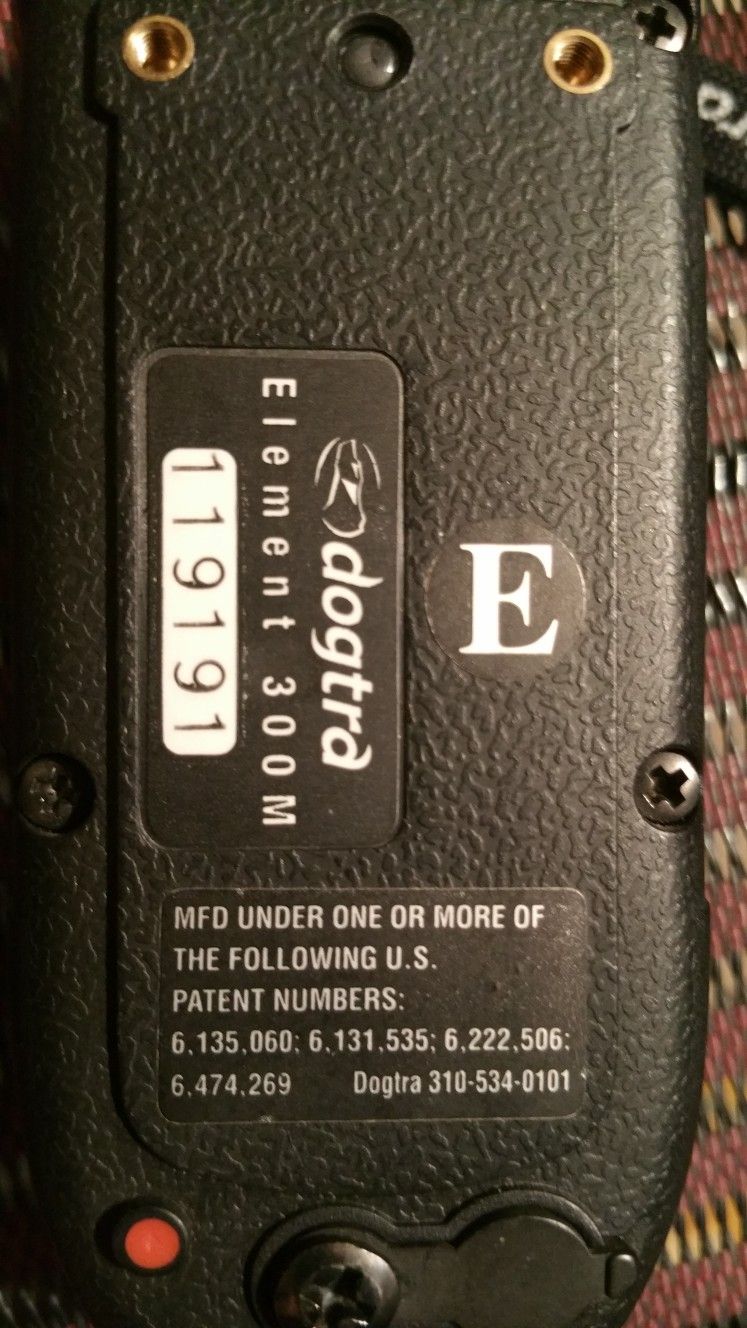 dogtra
Element 300M
119191
E
MFD UNDER ONE OR MORE OF
THE FOLLOWING U.S.
PATENT NUMBERS:
6,135,060; 6,131,535; 6,222,506;
6,474,269 Dogtra 310-534-0101